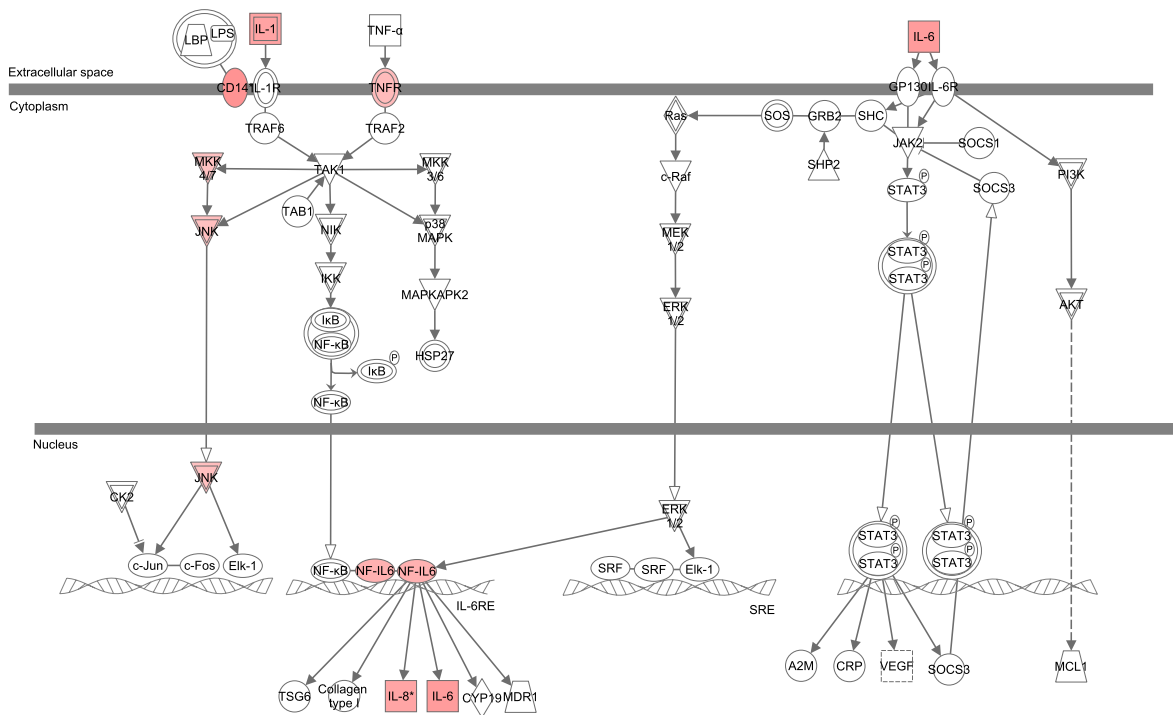 LBP
LPS
IL-1
TNF-α
IL-6
Extracellular space
CD14*
IL-1R
TNFR
GP130
IL-6R
Cytoplasm
TRAF6
TRAF2
Ras
SOS
GRB2
SHC
JAK2
SOCS1
MKK
4/7
TAK1
MKK
3/6
c-Raf
SHP2
PI3K
STAT3
P
SOCS3
TAB1
JNK
NIK
p38
MAPK
MEK
1/2
STAT3
P
STAT3
P
IKK
MAPKAPK2
ERK
1/2
AKT
IκB
NF-κB
HSP27
IκB
P
NF-κB
Nucleus
JNK
CK2
ERK
1/2
STAT3
P
STAT3
P
STAT3
P
STAT3
P
c-Jun
c-Fos
Elk-1
NF-κB
NF-IL6
NF-IL6
SRF
SRF
Elk-1
IL-6RE
SRE
TSG6
Collagen
type I
IL-8*
IL-6
CYP19
MDR1
A2M
CRP
VEGF
SOCS3
MCL1